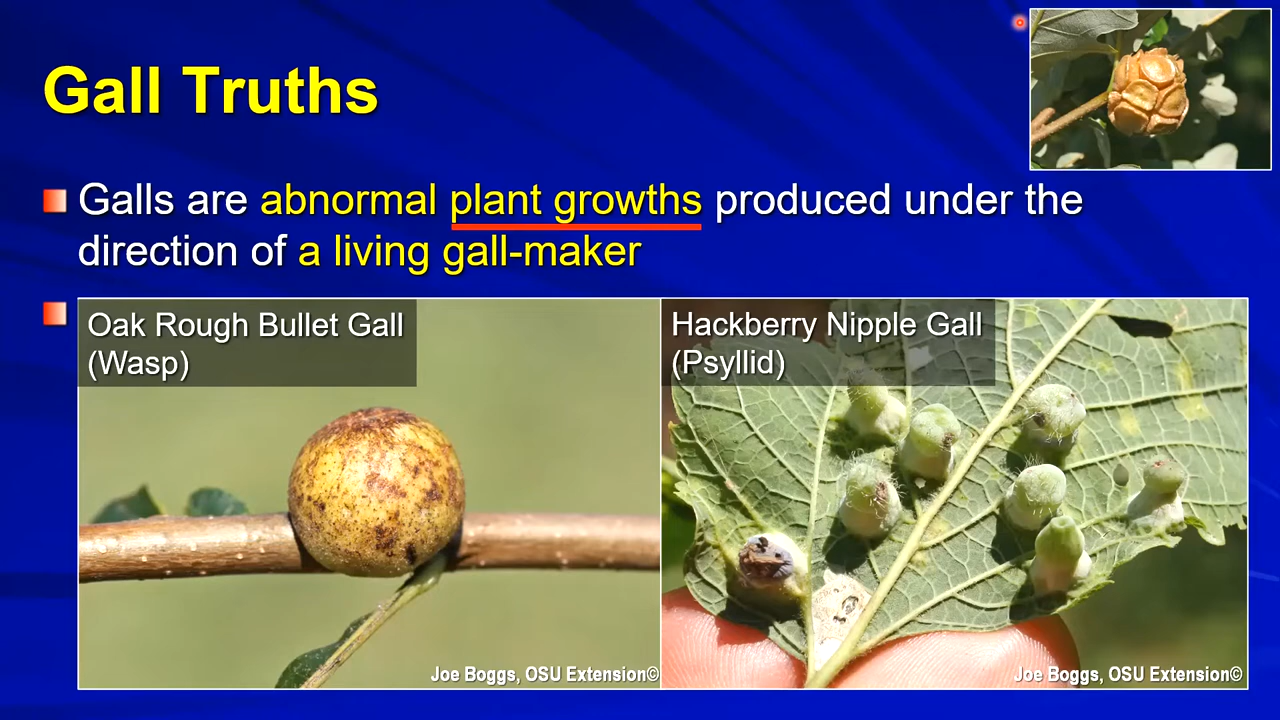 Gall Truths
Galls are abnormal plant growths produced under the
direction of a living gall-maker
Oak Rough Bullet Gall
(Wasp)
Hackberry Nipple Gall
(Psyllid)
Joe Boggs, OSU Extension©
Joe Boggs, OSU Extension©